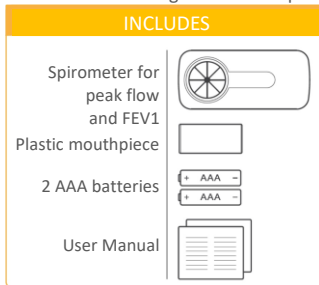 INCLUDES
Spirometer for
peak flow
and FEV1
Plastic mouthpiece
2 AAA batteries
+ AAA -
+ AAA -
User Manual